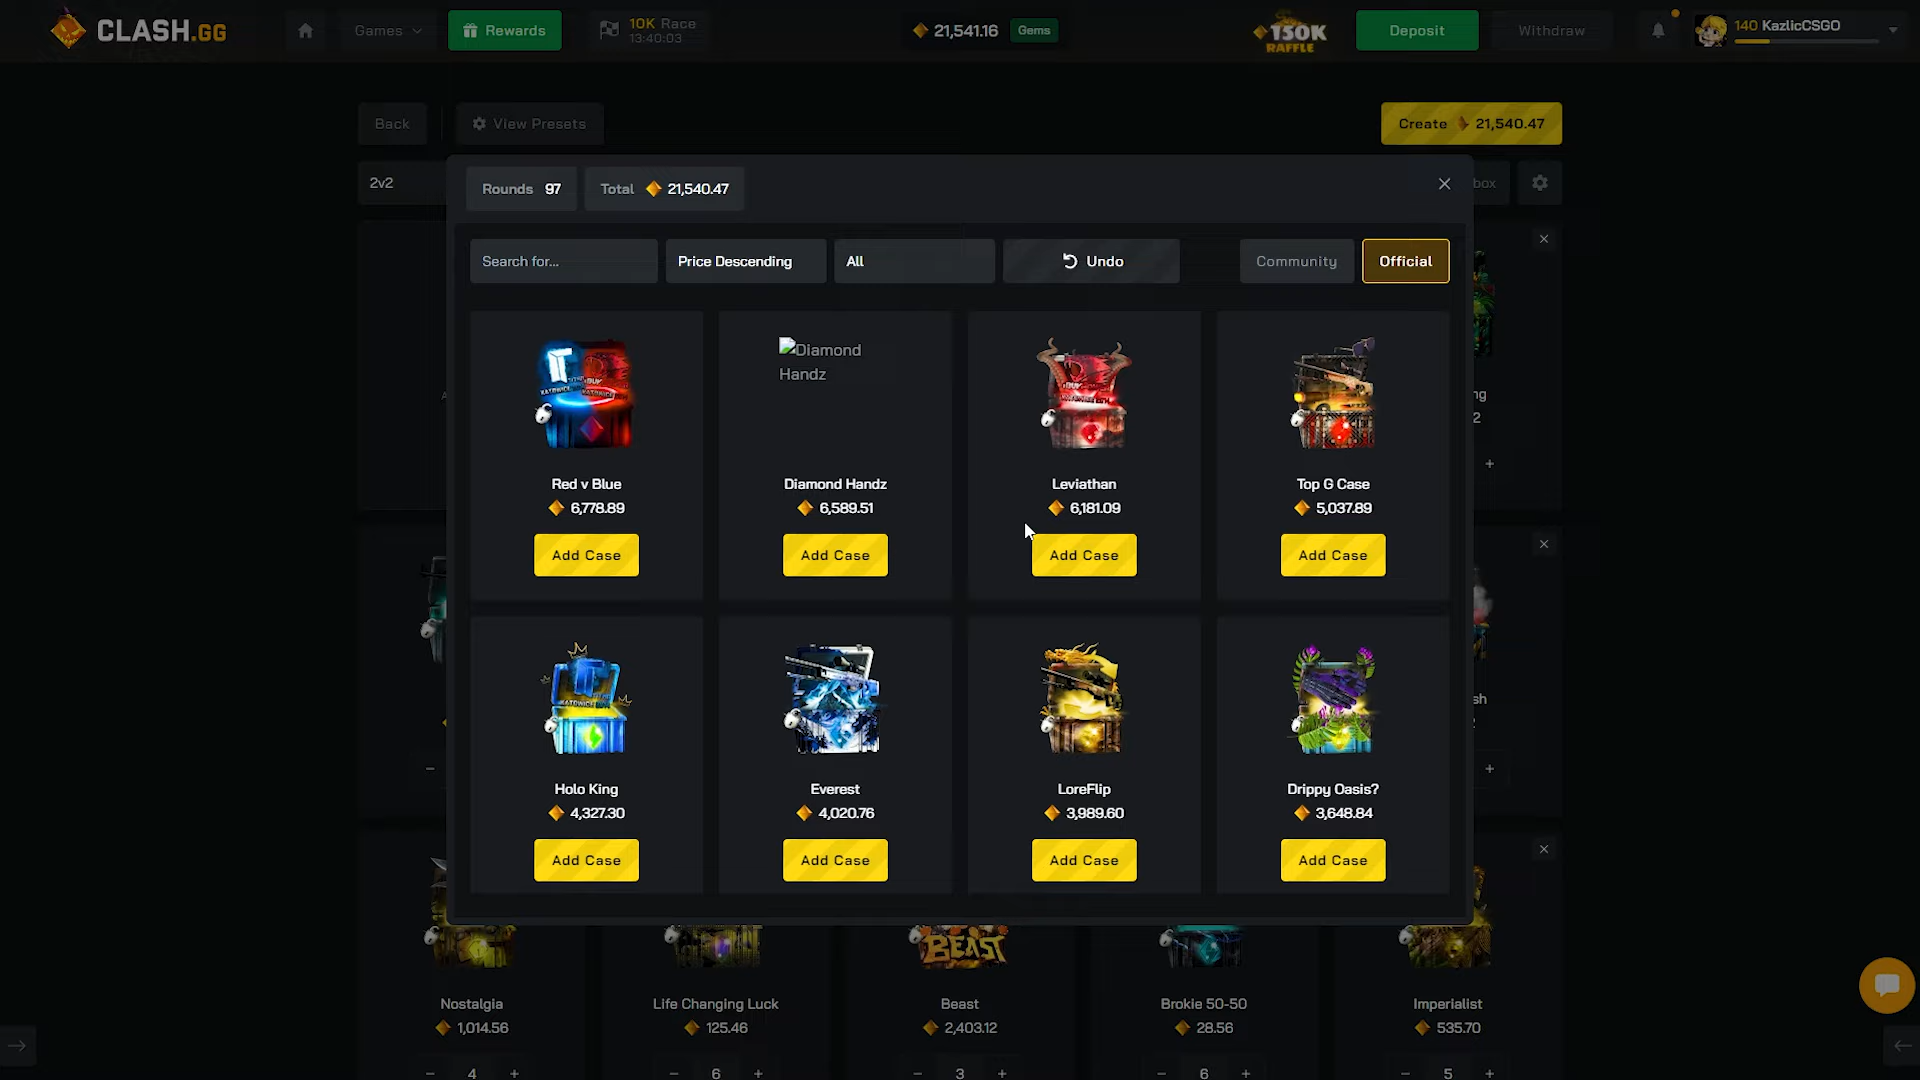 CLASH.GG
Games
Rewards
10K Race
13:40:03
21,541.16
Gems
150K
RAFFLE
Deposit
Withdraw
140 KazlicCSGO
Back
View Presets
Create 21,540.47
2v2
Rounds 97
Total 21,540.47
box
Search for...
Price Descending
All
Undo
Community
Official
Diamond
Handz
Red v Blue
6,778.89
Add Case
Diamond Handz
6,589.51
Add Case
Leviathan
6,181.09
Add Case
Top G Case
5,037.89
Add Case
ng
2
+
Holo King
4,327.30
Add Case
Everest
4,020.76
Add Case
LoreFlip
3,989.60
Add Case
Drippy Oasis?
3,648.84
Add Case
sh
-
+
BEAST
Nostalgia
1,014.56
- 4 +
Life Changing Luck
125.46
- 6 +
Beast
2,403.12
- 3 +
Brokie 50-50
28.56
- 6 +
Imperialist
535.70
- 5 +